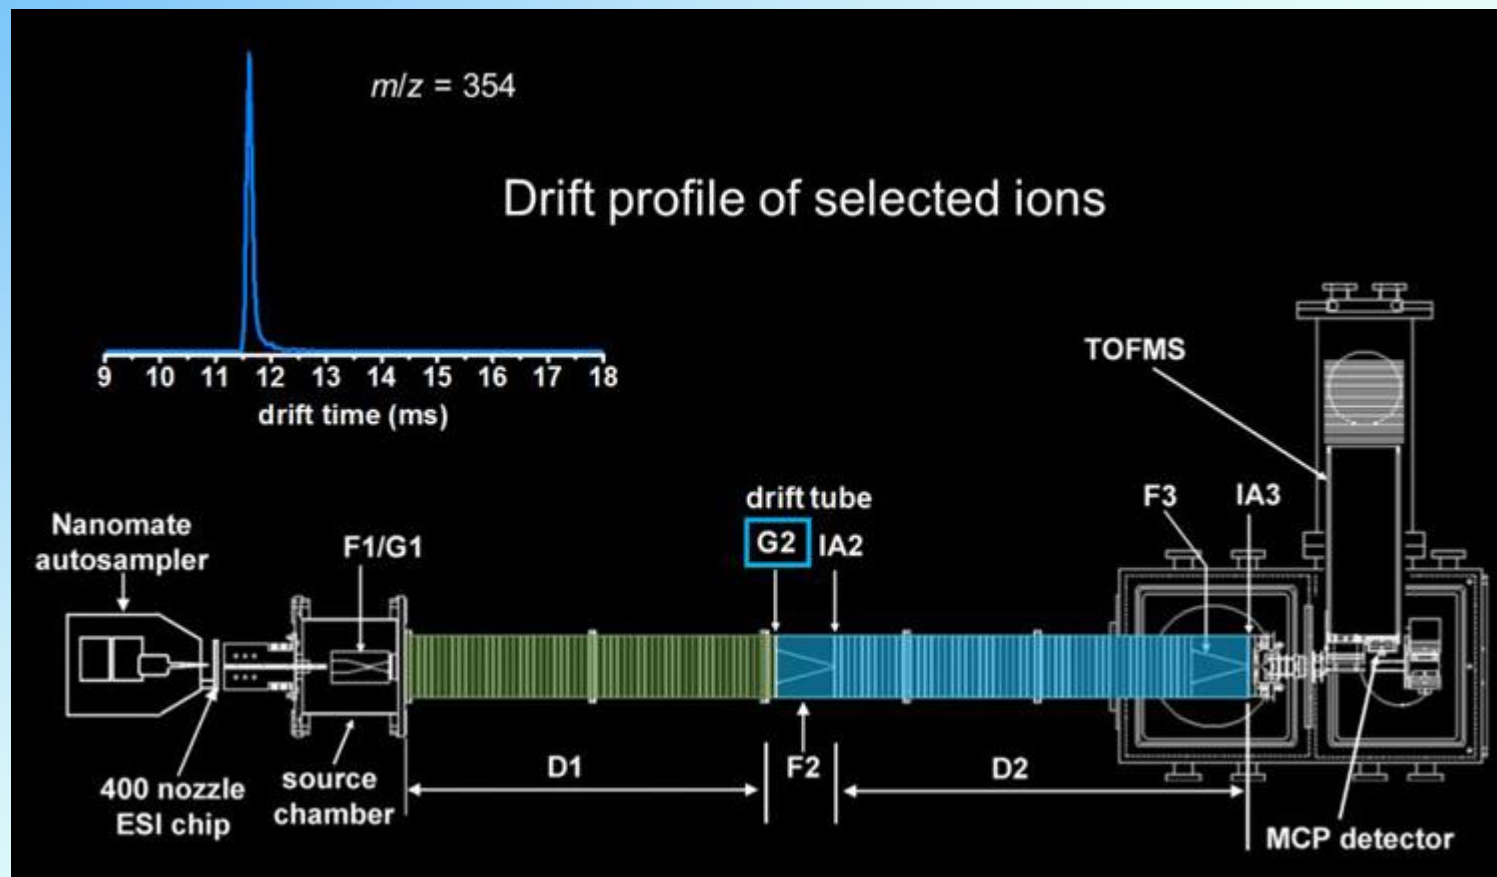 m/z = 354
Drift profile of selected ions
9 10 11 12 13 14 15 16 17 18
drift time (ms)
TOFMS
drift tube
F3
IA3
Nanomate
autosampler
F1/G1
G2
IA2
D1
F2
D2
400 nozzle
ESI chip
source
chamber
MCP detector